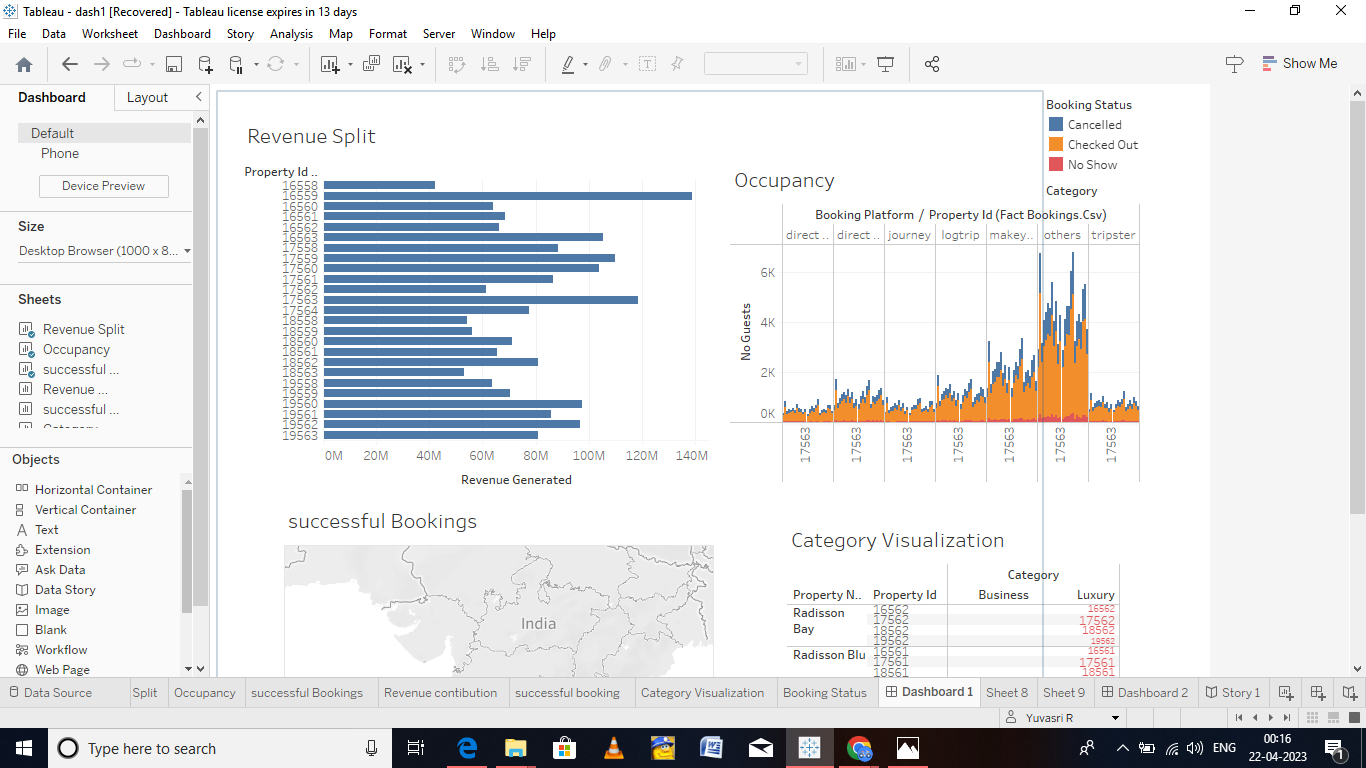 Tableau - dash1 [Recovered] - Tableau license expires in 13 days
File Data Worksheet Dashboard Story Analysis Map Format Server Window Help
Show Me
Dashboard Layout
Default
Phone
Device Preview
Size
Desktop Browser (1000 x 8...
Sheets
Revenue Split
Occupancy
successful ...
Revenue ...
successful ...
Category
Objects
Horizontal Container
Vertical Container
Text
Extension
Ask Data
Data Story
Image
Blank
Workflow
Web Page
Revenue Split
Property Id ..
16558
16559
16560
16561
16562
16563
17558
17559
17560
17561
17562
17563
17564
18558
18559
18560
18561
18562
18563
19558
19559
19560
19561
19562
19563
0M 20M 40M 60M 80M 100M 120M 140M
Revenue Generated
Occupancy
Booking Platform / Property Id (Fact Bookings.Csv)
direct .. direct .. journey logtrip makey.. others tripster
No Guests
6K
4K
2K
0K
17563 17563 17563 17563 17563 17563 17563
Booking Status
Cancelled
Checked Out
No Show
Category
successful Bookings
India
Category Visualization
Category
Property N.. Property Id Business Luxury
Radisson Bay
16562 16562
17562 17562
18562 18562
19562 19562
Radisson Blu
16561 16561
17561 17561
18561 18561
Data Source Split Occupancy successful Bookings Revenue contibution successful booking Category Visualization Booking Status Dashboard 1 Sheet 8 Sheet 9 Dashboard 2 Story 1
Yuvasri R
Type here to search
ENG
00:16
22-04-2023
1